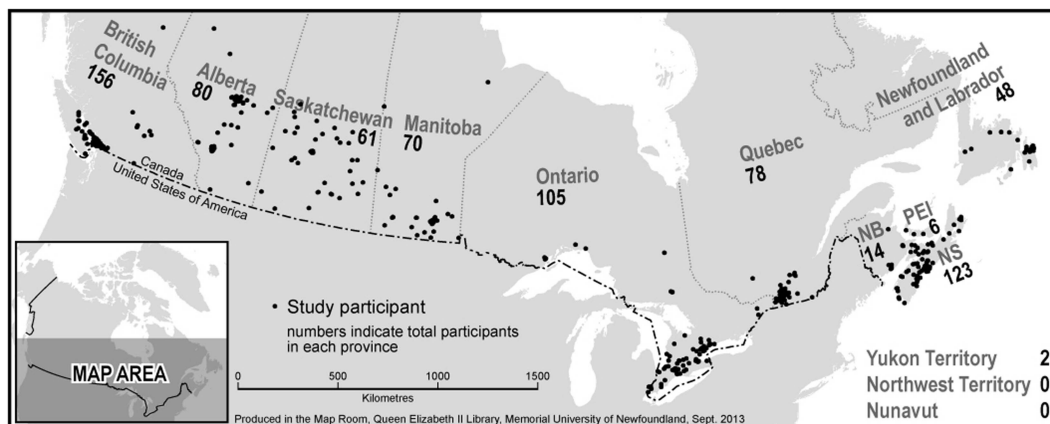 British
Columbia
156
Alberta
80
Saskatchewan
61
Manitoba
70
Ontario
105
Quebec
78
Newfoundland
and Labrador
48
NB
14
PEI
6
NS
123
Canada
United States of America
MAP AREA
Study participant
numbers indicate total participants
in each province
0 500 1000 1500
Kilometres
Yukon Territory 2
Northwest Territory 0
Nunavut 0
Produced in the Map Room, Queen Elizabeth II Library, Memorial University of Newfoundland, Sept. 2013